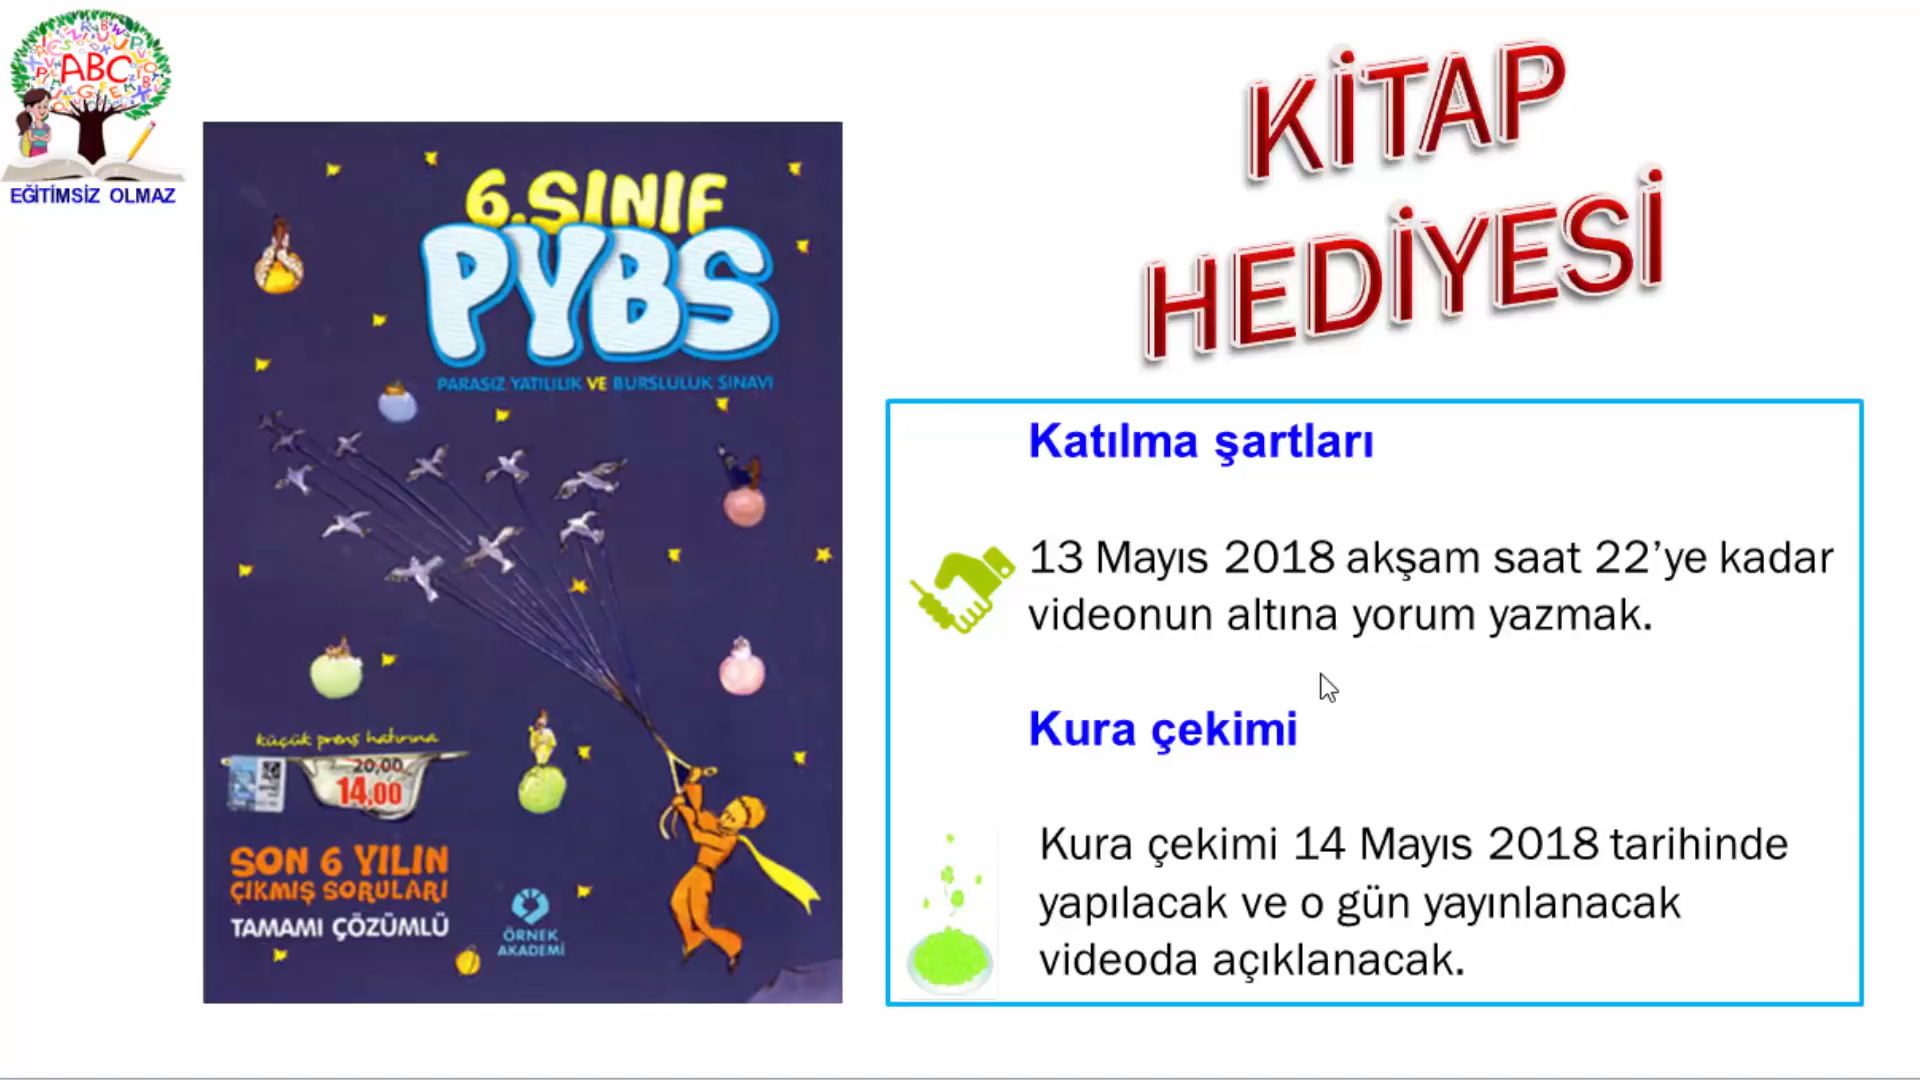 ABC
EĞİTİMSİZ OLMAZ
6.SINIF
PYBS
PARASIZ YATILILIK VE BURSLULUK SINAVI
küçük prens hatırına
20,00
14,00
SON 6 YILIN
ÇIKMIŞ SORULARI
TAMAMI ÇÖZÜMLÜ
ÖRNEK
AKADEMİ
KİTAP
HEDİYESİ
Katılma şartları
13 Mayıs 2018 akşam saat 22’ye kadar
videonun altına yorum yazmak.
Kura çekimi
Kura çekimi 14 Mayıs 2018 tarihinde
yapılacak ve o gün yayınlanacak
videoda açıklanacak.